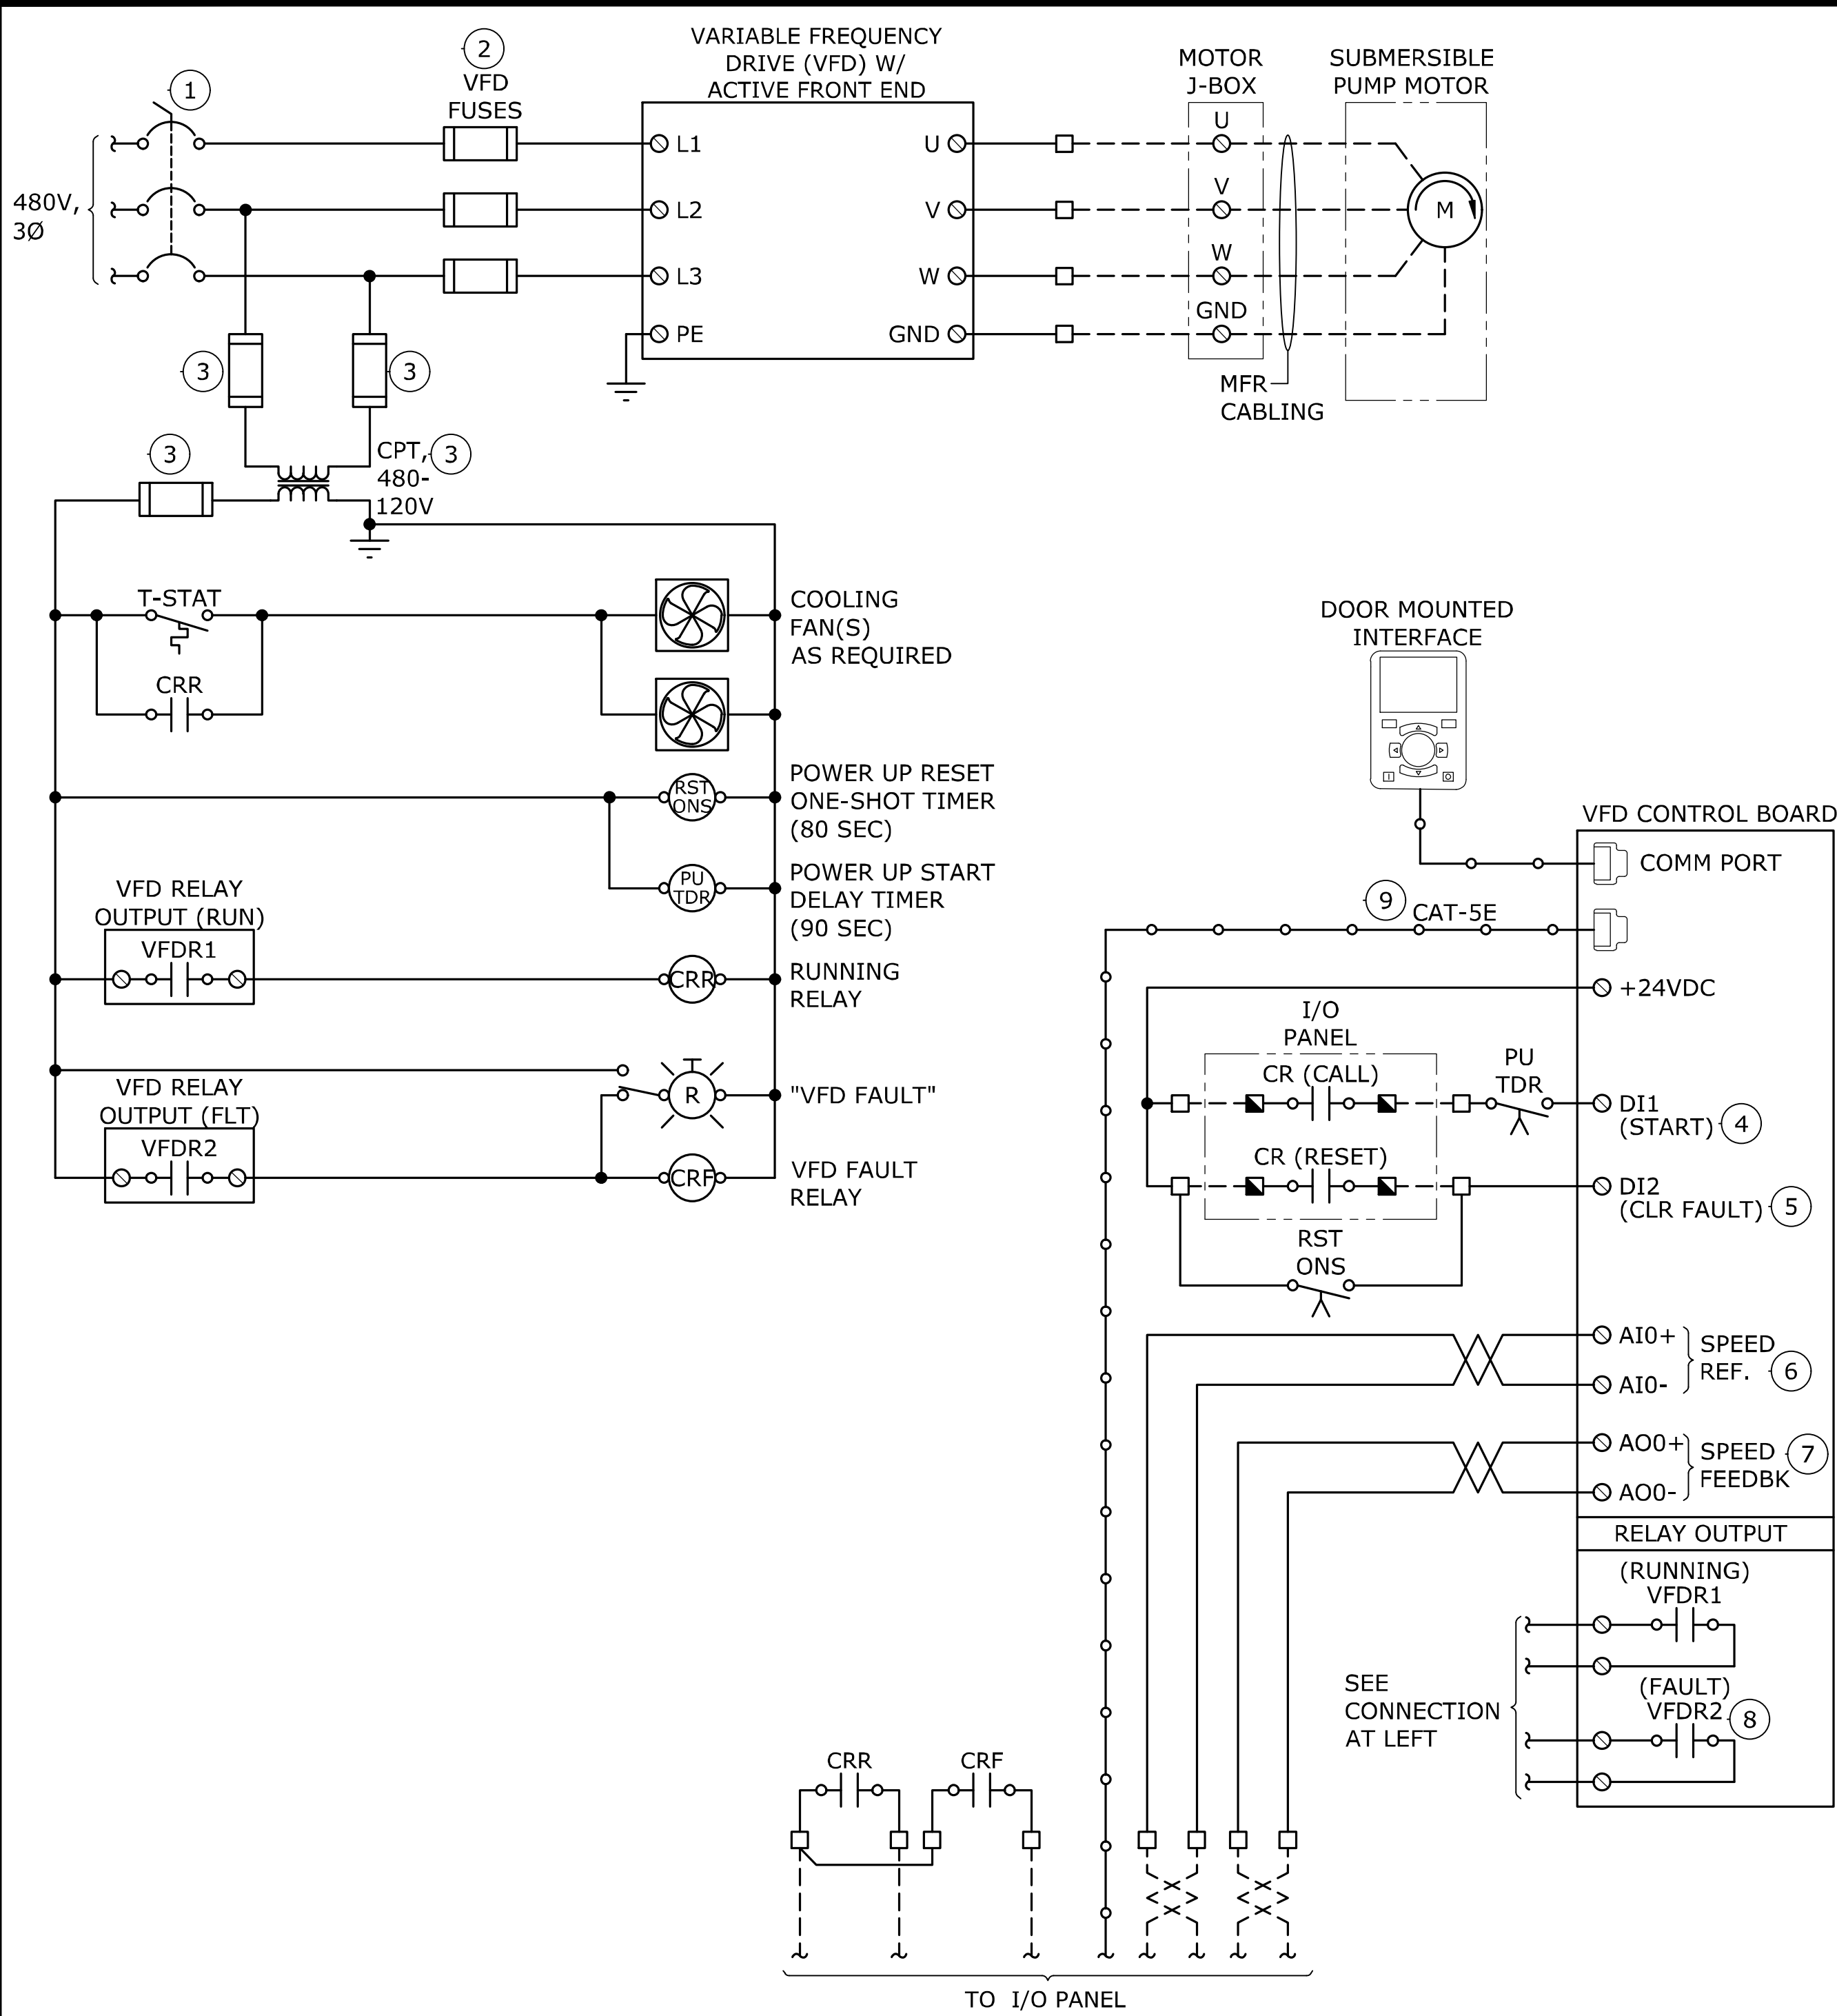 VARIABLE FREQUENCY
DRIVE (VFD) W/
ACTIVE FRONT END
2
VFD
FUSES
1
MOTOR
J-BOX
SUBMERSIBLE
PUMP MOTOR
480V,
3Ø
L1
L2
L3
PE
U
V
W
GND
U
V
W
GND
M
MFR
CABLING
3
3
3
CPT,
480-
120V
3
T-STAT
CRR
COOLING
FAN(S)
AS REQUIRED
RST
ONS
POWER UP RESET
ONE-SHOT TIMER
(80 SEC)
PU
TDR
POWER UP START
DELAY TIMER
(90 SEC)
VFD RELAY
OUTPUT (RUN)
VFDR1
CRR
RUNNING
RELAY
VFD RELAY
OUTPUT (FLT)
VFDR2
R
"VFD FAULT"
CRF
VFD FAULT
RELAY
DOOR MOUNTED
INTERFACE
VFD CONTROL BOARD
COMM PORT
9
CAT-5E
+24VDC
I/O
PANEL
CR (CALL)
PU
TDR
DI1
(START)
4
CR (RESET)
DI2
(CLR FAULT)
5
RST
ONS
AI0+
AI0-
SPEED
REF.
6
AO0+
AO0-
SPEED
FEEDBK
7
RELAY OUTPUT
(RUNNING)
VFDR1
(FAULT)
VFDR2
8
SEE
CONNECTION
AT LEFT
CRR
CRF
TO I/O PANEL